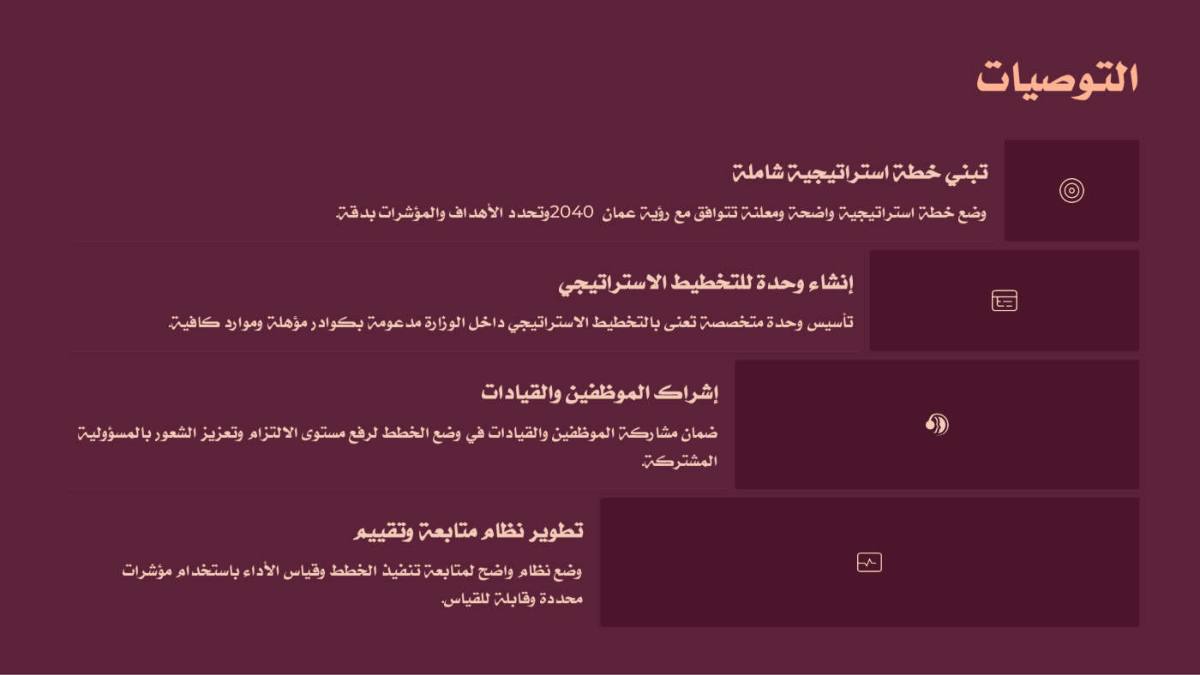 التوصيات
تبني خطة استراتيجية شاملة
وضع خطة استراتيجية واضحة ومعلنة تتوافق مع رؤية عمان 2040وتحدد الأهداف والمؤشرات بدقة.
إنشاء وحدة للتخطيط الاستراتيجي
تأسيس وحدة متخصصة تعنى بالتخطيط الاستراتيجي داخل الوزارة مدعومة بكوادر مؤهلة وموارد كافية.
إشراك الموظفين والقيادات
ضمان مشاركة الموظفين والقيادات في وضع الخطط لرفع مستوى الالتزام وتعزيز الشعور بالمسؤولية
المشتركة.
تطوير نظام متابعة وتقييم
وضع نظام واضح لمتابعة تنفيذ الخطط وقياس الأداء باستخدام مؤشرات
محددة وقابلة للقياس.